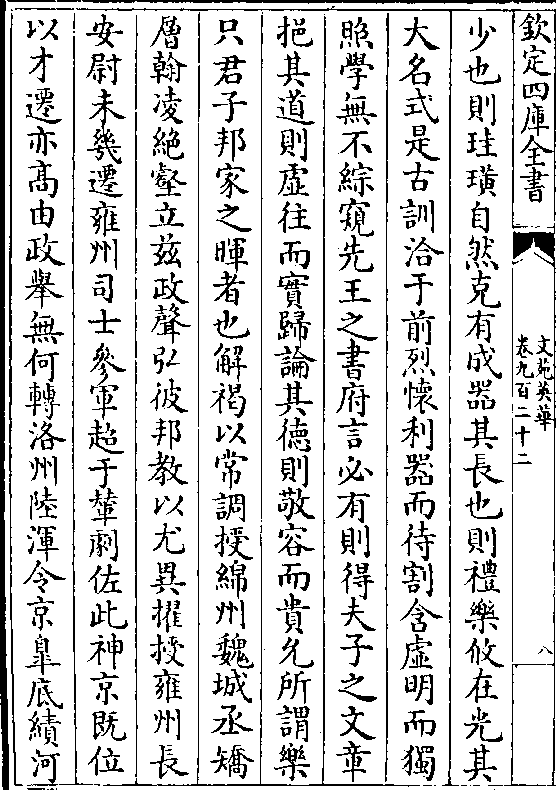 欽定四庫全書
文苑英華
卷九百二十二
八
少也則珪璜自然克有成器其長也則禮樂攸在光其
大名式是古訓洽于前烈懷利器而待割含虛明而獨
照學無不綜窺先王之書府言必有則得夫子之文章
挹其道則虛往而實歸論其德則敬容而貴允所謂樂
只君子邦家之暉者也解褐以常調授綿州魏城丞矯
層翰凌絶壑立兹政聲弘彼邦教以尤異擢授雍州長
安尉未幾遷雍州司士參軍超于輦劇佐此神京既位
以才遷亦髙由政舉無何轉洛州陸渾令京臯底績河